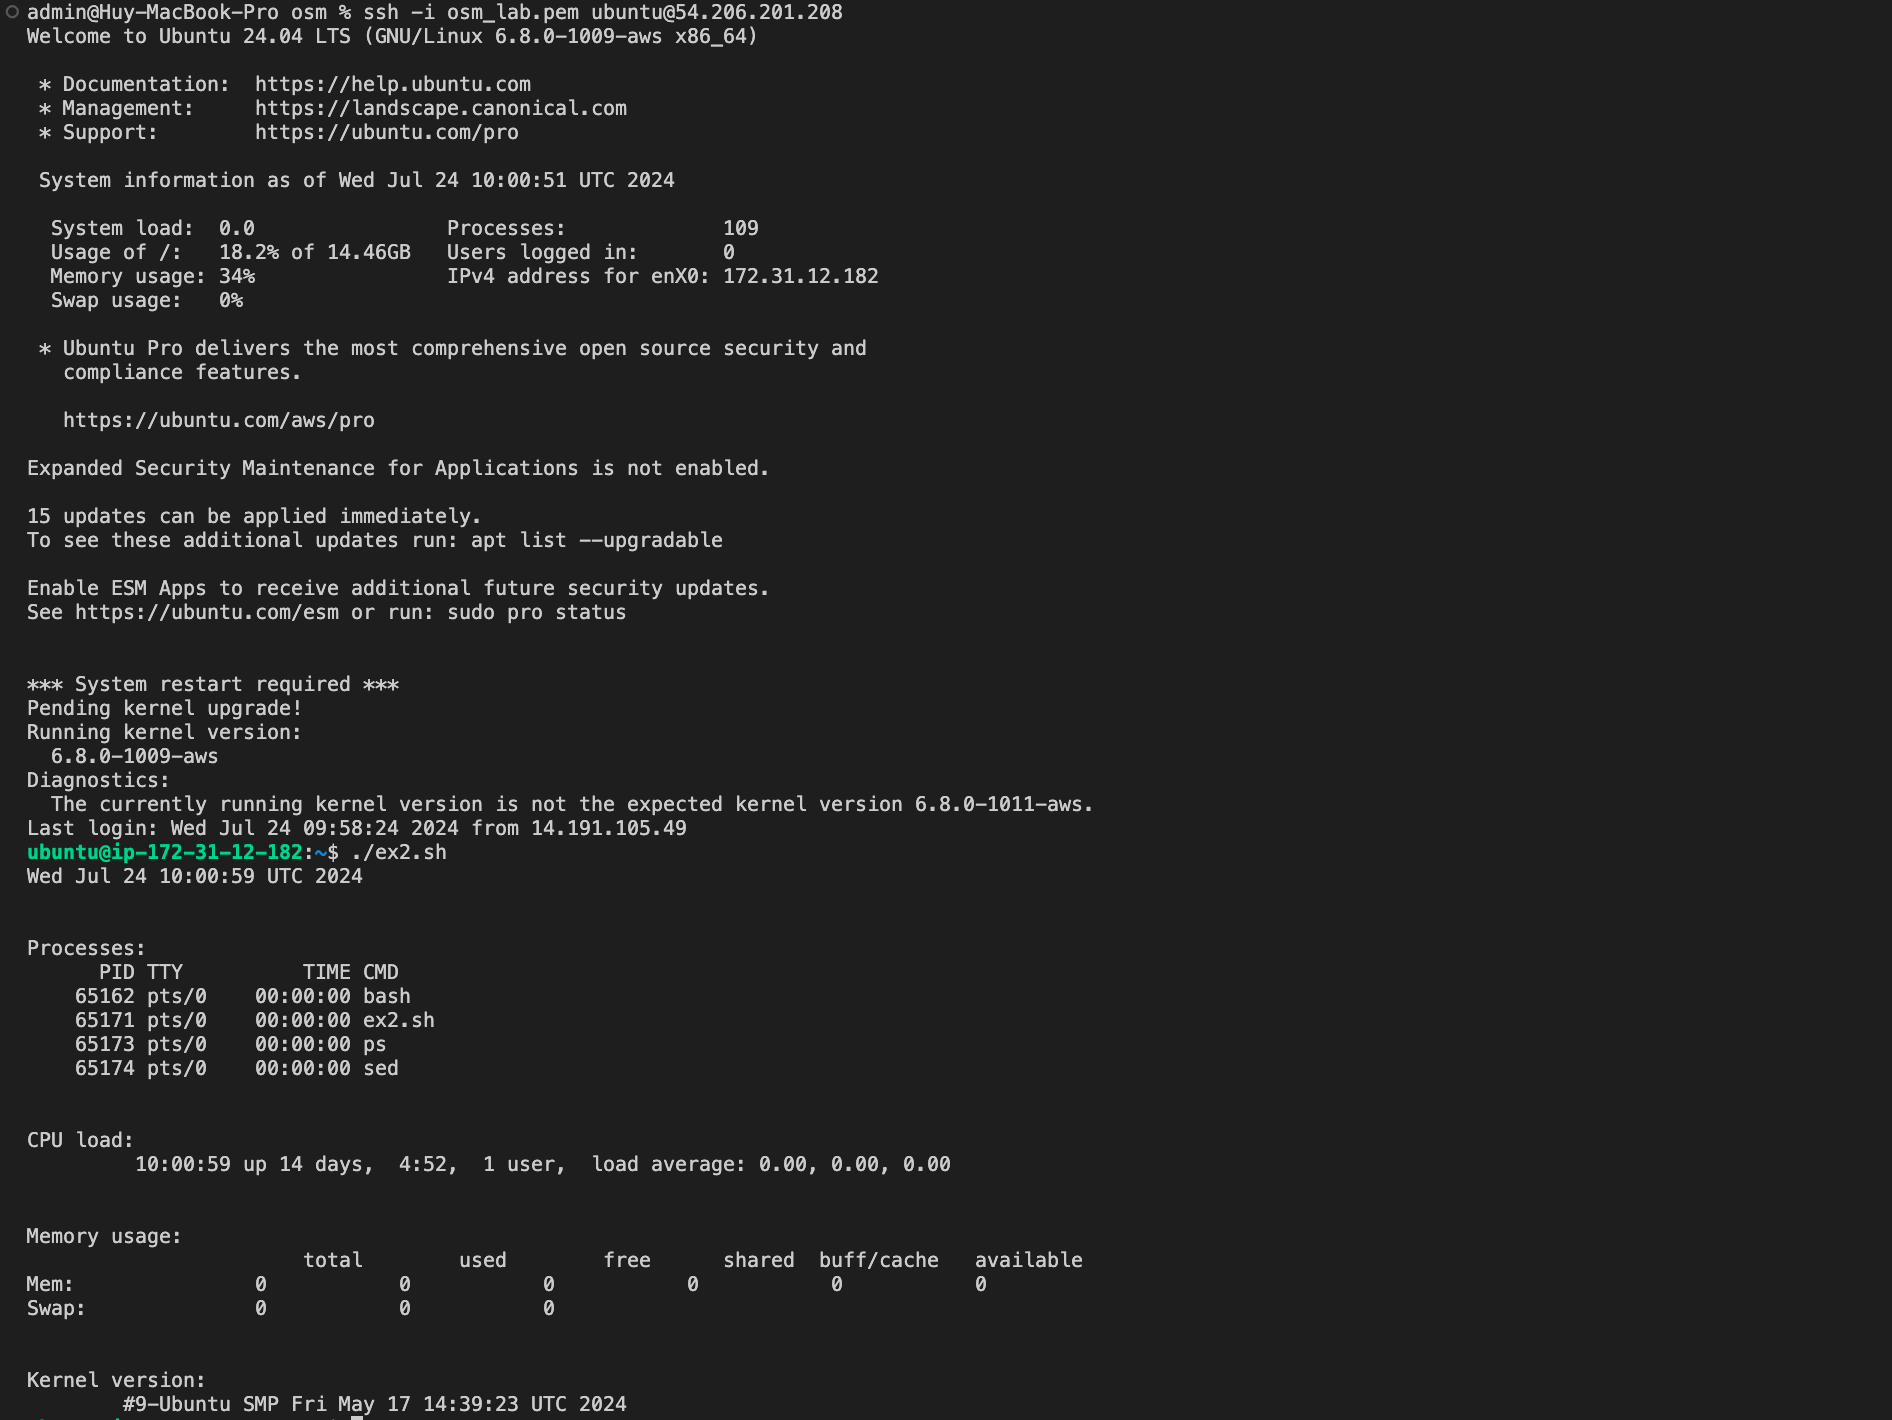 admin@Huy-MacBook-Pro osm % ssh -i osm_lab.pem ubuntu@54.206.201.208
Welcome to Ubuntu 24.04 LTS (GNU/Linux 6.8.0-1009-aws x86_64)

 * Documentation:  https://help.ubuntu.com
 * Management:     https://landscape.canonical.com
 * Support:        https://ubuntu.com/pro

 System information as of Wed Jul 24 10:00:51 UTC 2024

  System load:  0.0                Processes:             109
  Usage of /:   18.2% of 14.46GB   Users logged in:       0
  Memory usage: 34%                IPv4 address for enX0: 172.31.12.182
  Swap usage:   0%

 * Ubuntu Pro delivers the most comprehensive open source security and
   compliance features.

   https://ubuntu.com/aws/pro

Expanded Security Maintenance for Applications is not enabled.

15 updates can be applied immediately.
To see these additional updates run: apt list --upgradable

Enable ESM Apps to receive additional future security updates.
See https://ubuntu.com/esm or run: sudo pro status


*** System restart required ***
Pending kernel upgrade!
Running kernel version:
  6.8.0-1009-aws
Diagnostics:
  The currently running kernel version is not the expected kernel version 6.8.0-1011-aws.
Last login: Wed Jul 24 09:58:24 2024 from 14.191.105.49
ubuntu@ip-172-31-12-182:~$ ./ex2.sh
Wed Jul 24 10:00:59 UTC 2024


Processes:
      PID TTY          TIME CMD
    65162 pts/0    00:00:00 bash
    65171 pts/0    00:00:00 ex2.sh
    65173 pts/0    00:00:00 ps
    65174 pts/0    00:00:00 sed


CPU load:
         10:00:59 up 14 days,  4:52,  1 user,  load average: 0.00, 0.00, 0.00


Memory usage:
                       total        used        free      shared  buff/cache   available
Mem:               0           0           0           0           0           0
Swap:              0           0           0


Kernel version:
        #9-Ubuntu SMP Fri May 17 14:39:23 UTC 2024